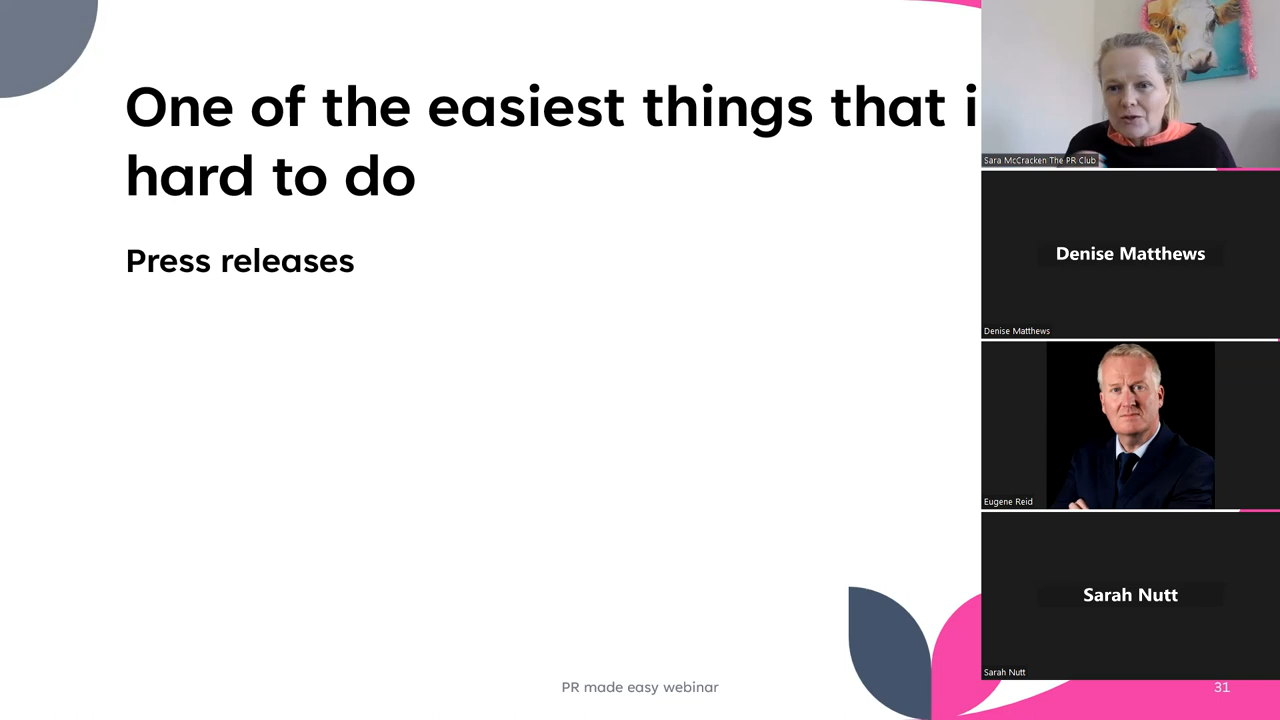 One of the easiest things that i
hard to do
Press releases
Sara McCracken The PR Club
Denise Matthews
Denise Matthews
Eugene Reid
Sarah Nutt
Sarah Nutt
PR made easy webinar
31